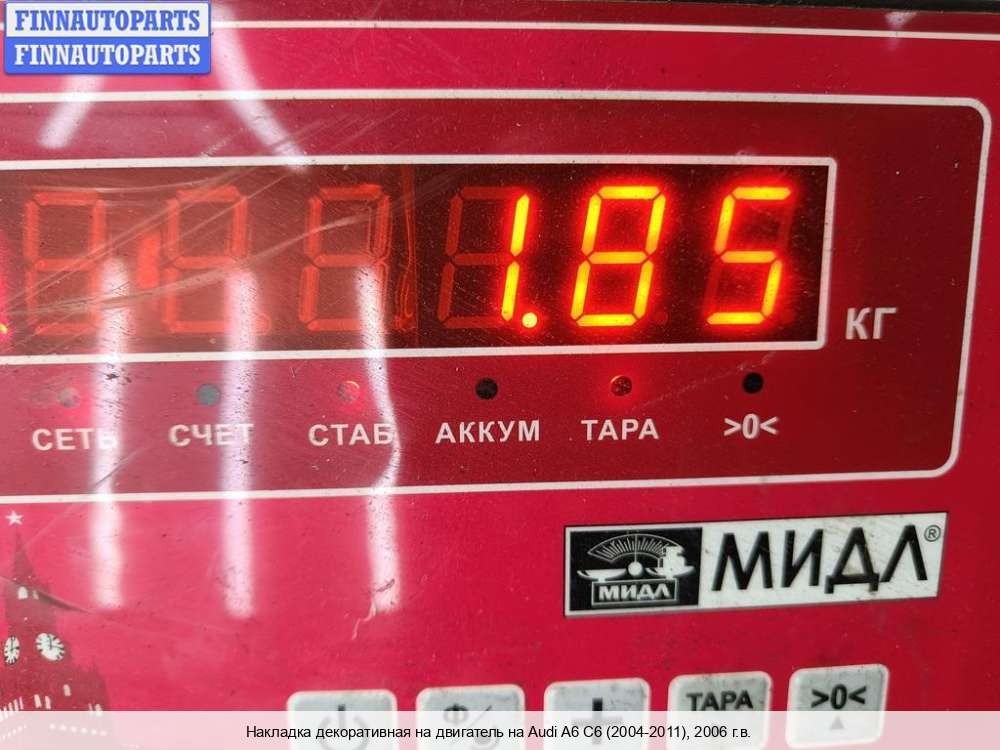 FINNAUTOPARTS
FINNAUTOPARTS
1.85
КГ
СЕТЬ СЧЕТ СТАБ АККУМ ТАРА >0<
МИДЛ МИДЛ®
ТАРА >0<
Накладка декоративная на двигатель на Audi A6 C6 (2004-2011), 2006 г.в.